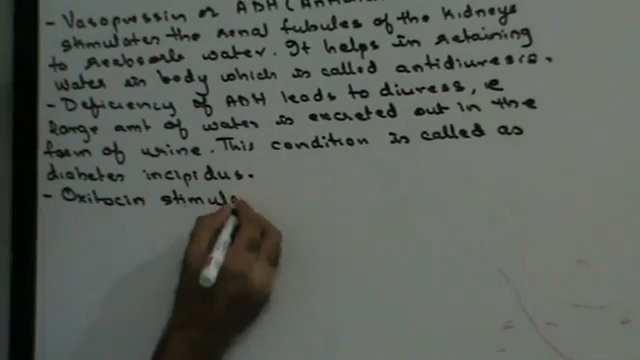 - Vasopressin or ADH (
stimulates the renal tubules of the kidneys
to reabsorb water. It helps in retaining
water in body which is called antidiuresis.
- Deficiency of ADH leads to diuress, ie
large amt of water is excreted out in the
form of urine. This condition is called as
diabetes incipidus.
- Oxitocin stimul